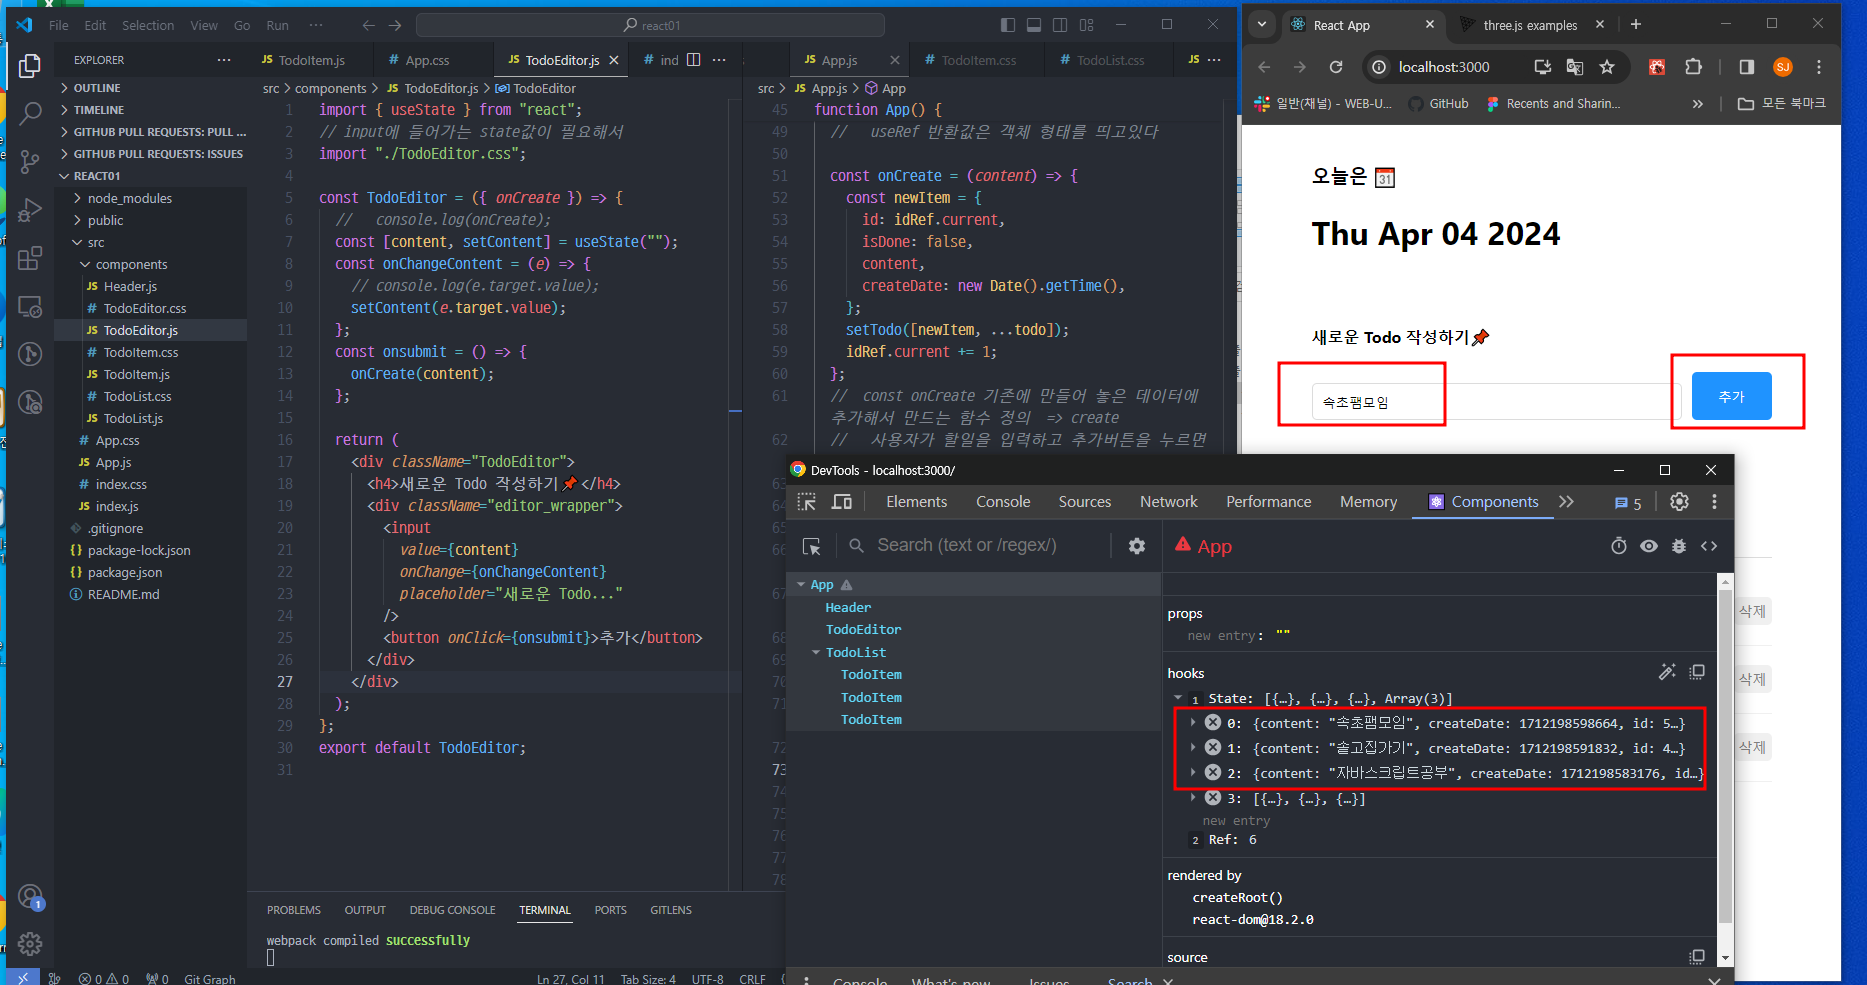 File Edit Selection View Go Run ··· react01
EXPLORER ···
OUTLINE
TIMELINE
GITHUB PULL REQUESTS: PULL ...
GITHUB PULL REQUESTS: ISSUES
REACT01
node_modules
public
src
components
JS Header.js
# TodoEditor.css
JS TodoEditor.js
# TodoItem.css
JS TodoItem.js
# TodoList.css
JS TodoList.js
# App.css
JS App.js
# index.css
JS index.js
.gitignore
{} package-lock.json
{} package.json
README.md
1
JS TodoItem.js # App.css JS TodoEditor.js # ind ···
src > components > JS TodoEditor.js > TodoEditor
1 import { useState } from "react";
2 // input에 들어가는 state값이 필요해서
3 import "./TodoEditor.css";
4
5 const TodoEditor = ({ onCreate }) => {
6 //   console.log(onCreate);
7 const [content, setContent] = useState("");
8 const onChangeContent = (e) => {
9 // console.log(e.target.value);
10 setContent(e.target.value);
11 };
12 const onsubmit = () => {
13 onCreate(content);
14 };
15
16 return (
17 <div className="TodoEditor">
18 <h4>새로운 Todo 작성하기📌</h4>
19 <div className="editor_wrapper">
20 <input
21 value={content}
22 onChange={onChangeContent}
23 placeholder="새로운 Todo..."
24 />
25 <button onClick={onsubmit}>추가</button>
26 </div>
27 </div>
28 );
29 };
30 export default TodoEditor;
31
JS App.js # TodoItem.css # TodoList.css JS ···
src > JS App.js > App
45 function App() {
49 //   useRef 반환값은 객체 형태를 띄고있다
50
51 const onCreate = (content) => {
52 const newItem = {
53 id: idRef.current,
54 isDone: false,
55 content,
56 createDate: new Date().getTime(),
57 };
58 setTodo([newItem, ...todo]);
59 idRef.current += 1;
60 };
61 // const onCreate 기존에 만들어 놓은 데이터에
추가해서 만드는 함수 정의  => create
62 //   사용자가 할일을 입력하고 추가버튼을 누르면
PROBLEMS OUTPUT DEBUG CONSOLE TERMINAL PORTS GITLENS
webpack compiled successfully
0 0 0 Git Graph Ln 27, Col 11 Tab Size: 4 UTF-8 CRLF
React App three.js examples
localhost:3000 SJ
일반(채널) - WEB-U... GitHub Recents and Sharin... » 모든 북마크
오늘은 📅 31
Thu Apr 04 2024
새로운 Todo 작성하기📌
속초팸모임 추가
삭제
삭제
삭제
DevTools - localhost:3000/
Elements Console Sources Network Performance Memory Components 5
Search (text or /regex/)
App
Header
TodoEditor
TodoList
TodoItem
TodoItem
TodoItem
App
props
new entry: ""
hooks
1 State: [{…}, {…}, {…}, Array(3)]
0: {content: "속초팸모임", createDate: 1712198598664, id: 5…}
1: {content: "솥고집가기", createDate: 1712198591832, id: 4…}
2: {content: "자바스크립트공부", createDate: 1712198583176, id…}
3: [{…}, {…}, {…}]
new entry
2 Ref: 6
rendered by
createRoot()
react-dom@18.2.0
source
Console What's new Issues Search